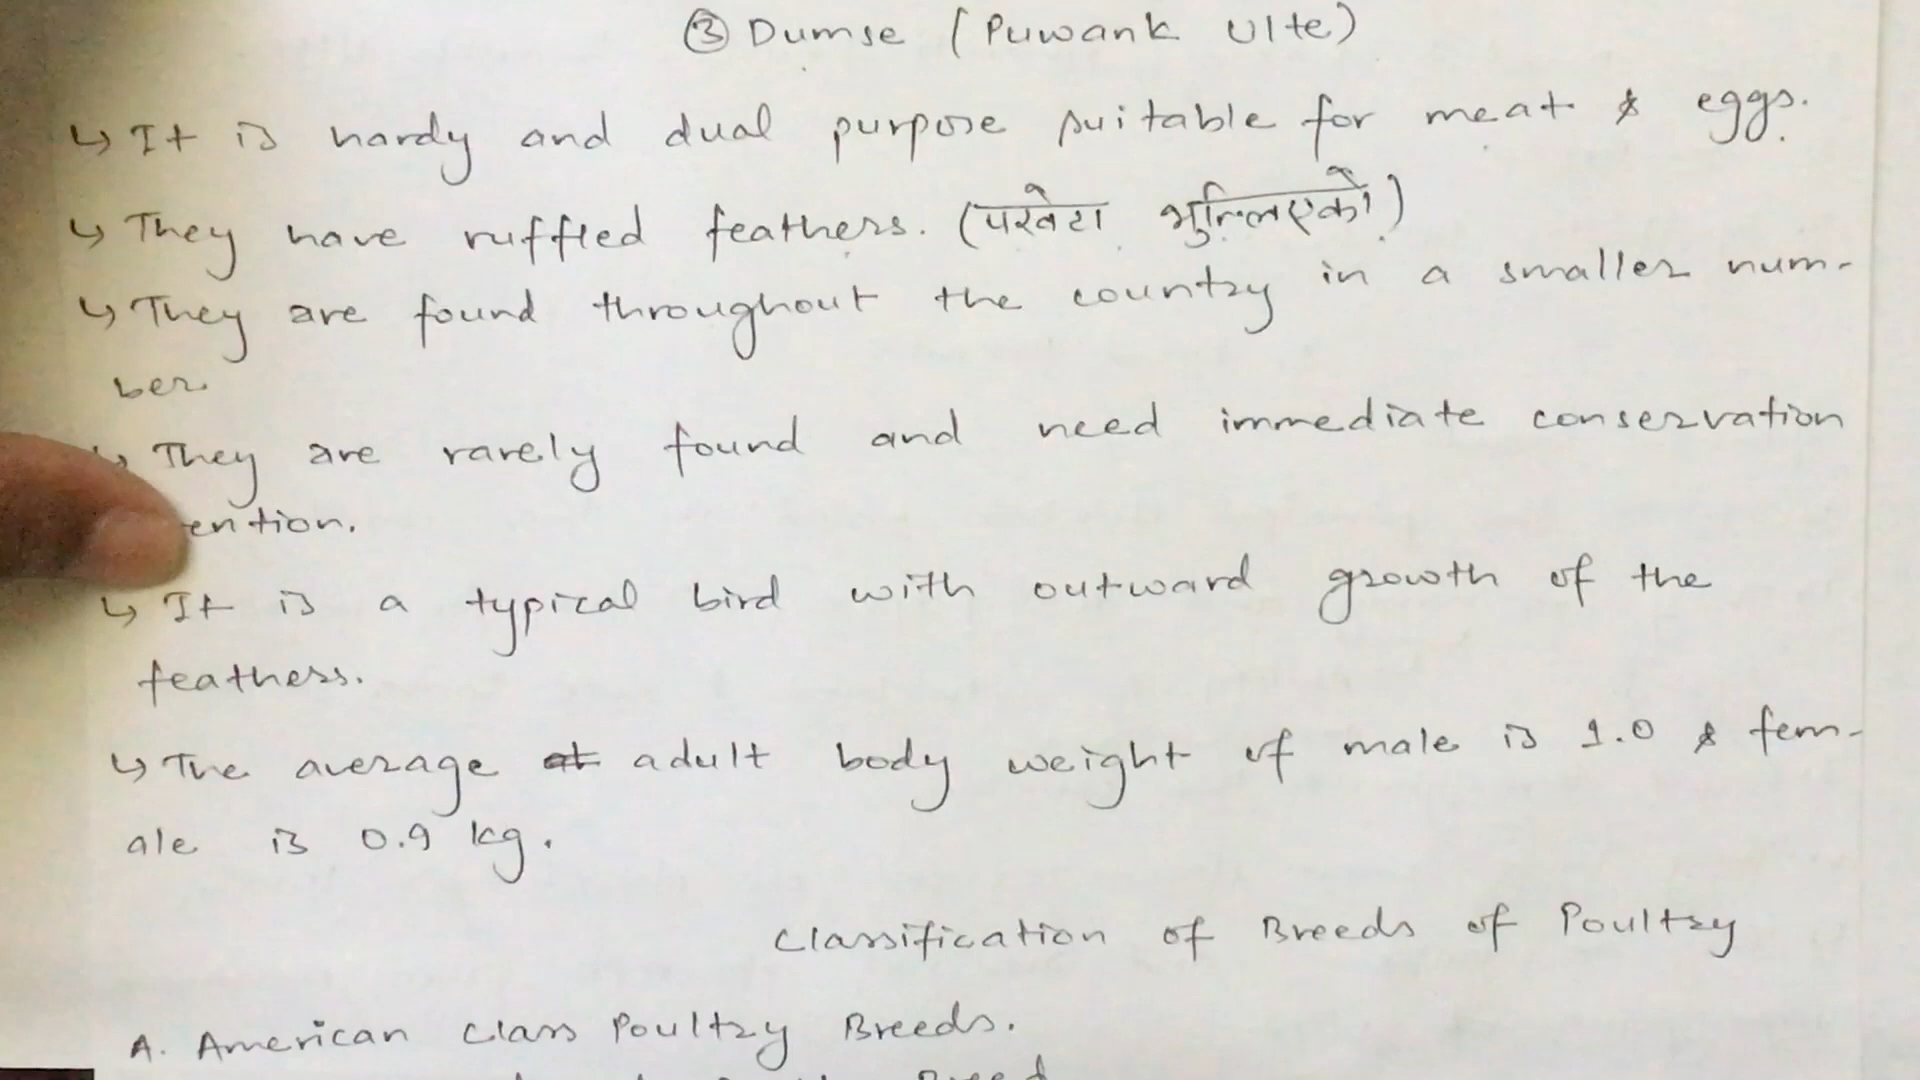 ③ Dumse (Puwank Ulte)
↳ It is hardy and dual purpose suitable for meat & eggs.
↳ They have ruffled feathers. (पखेटा भुत्लिएको)
↳ They are found throughout the country in a smaller num-
ber.
↳ They are rarely found and need immediate conservation
ention.
↳ It is a typical bird with outward growth of the
feathers.
↳ The average adult body weight of male is 1.0 & fem-
ale is 0.9 kg.
Classification of Breeds of Poultry
A. American Class Poultry Breeds.
Breed